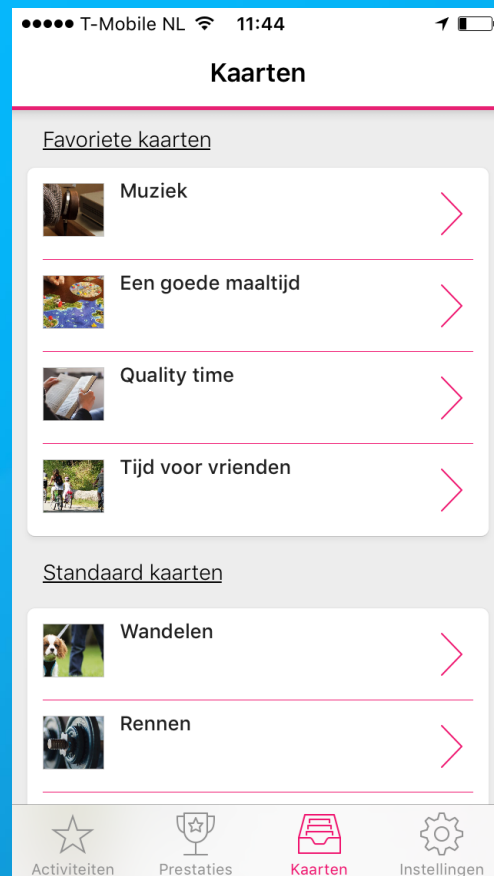 T-Mobile NL 11:44
Kaarten
Favoriete kaarten
Muziek
Een goede maaltijd
Quality time
Tijd voor vrienden
Standaard kaarten
Wandelen
Rennen
Activiteiten Prestaties Kaarten Instellingen